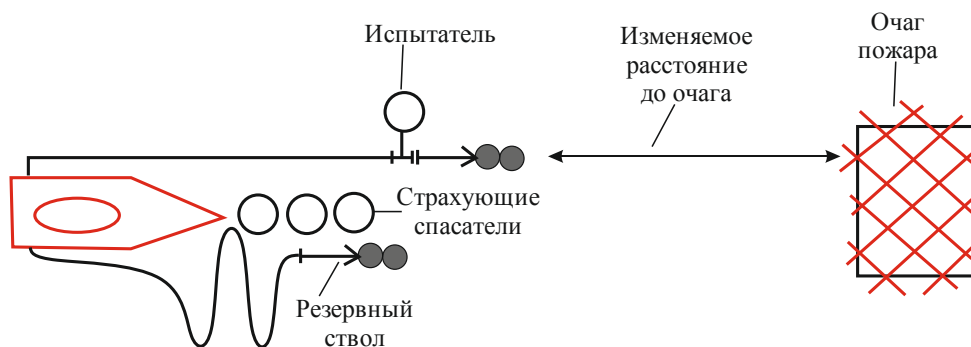 Испытатель
Изменяемое
расстояние
до очага
Очаг
пожара
Страхующие
спасатели
Резервный
ствол